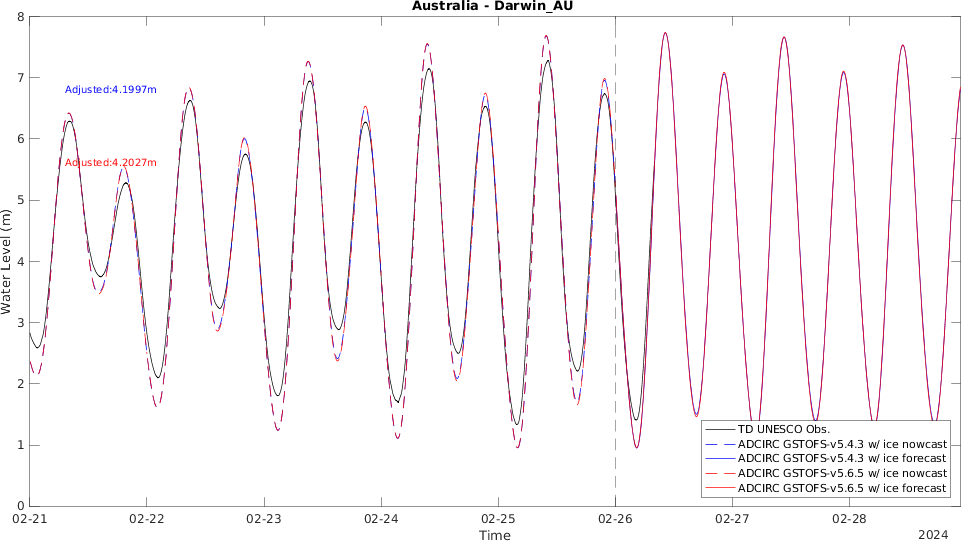 Australia - Darwin_AU
8
7
6
5
4
3
2
1
0
Water Level (m)
Adjusted:4.1997m
Adjusted:4.2027m
TD UNESCO Obs.
ADCIRC GSTOFS-v5.4.3 w/ ice nowcast
ADCIRC GSTOFS-v5.4.3 w/ ice forecast
ADCIRC GSTOFS-v5.6.5 w/ ice nowcast
ADCIRC GSTOFS-v5.6.5 w/ ice forecast
02-21 02-22 02-23 02-24 02-25 02-26 02-27 02-28
Time
2024